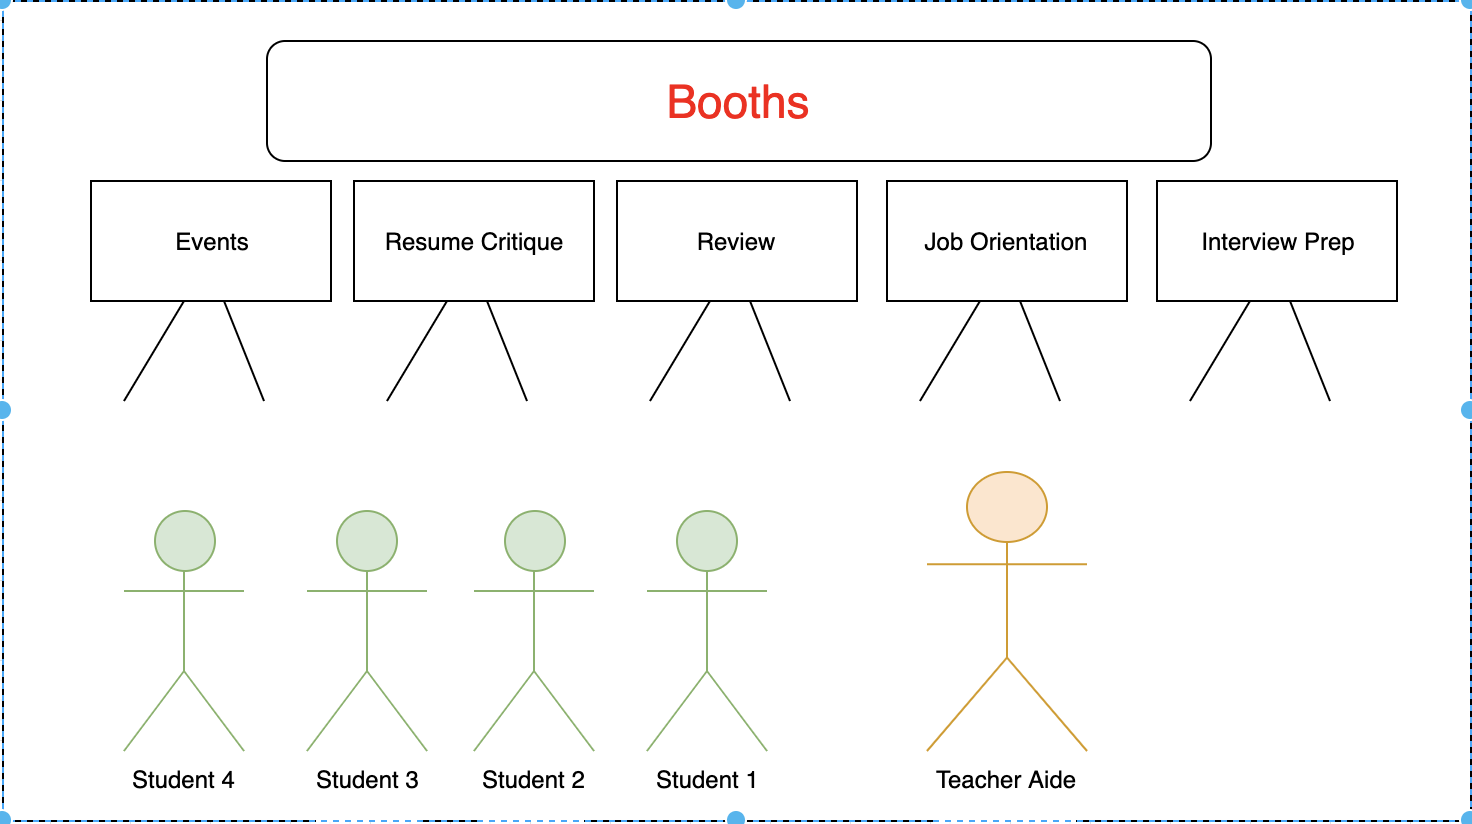 Booths
Events
Resume Critique
Review
Job Orientation
Interview Prep
Student 4
Student 3
Student 2
Student 1
Teacher Aide